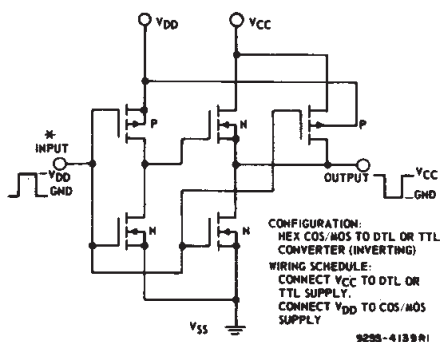 VDD
VCC
P
N
P
*
INPUT
VDD
GND
OUTPUT
VCC
GND
N
N
CONFIGURATION:
HEX COS/MOS TO DTL OR TTL
CONVERTER (INVERTING)
WIRING SCHEDULE:
CONNECT VCC TO DTL OR
TTL SUPPLY.
CONNECT VDD TO COS/MOS
SUPPLY
VSS
92SS-4139R1